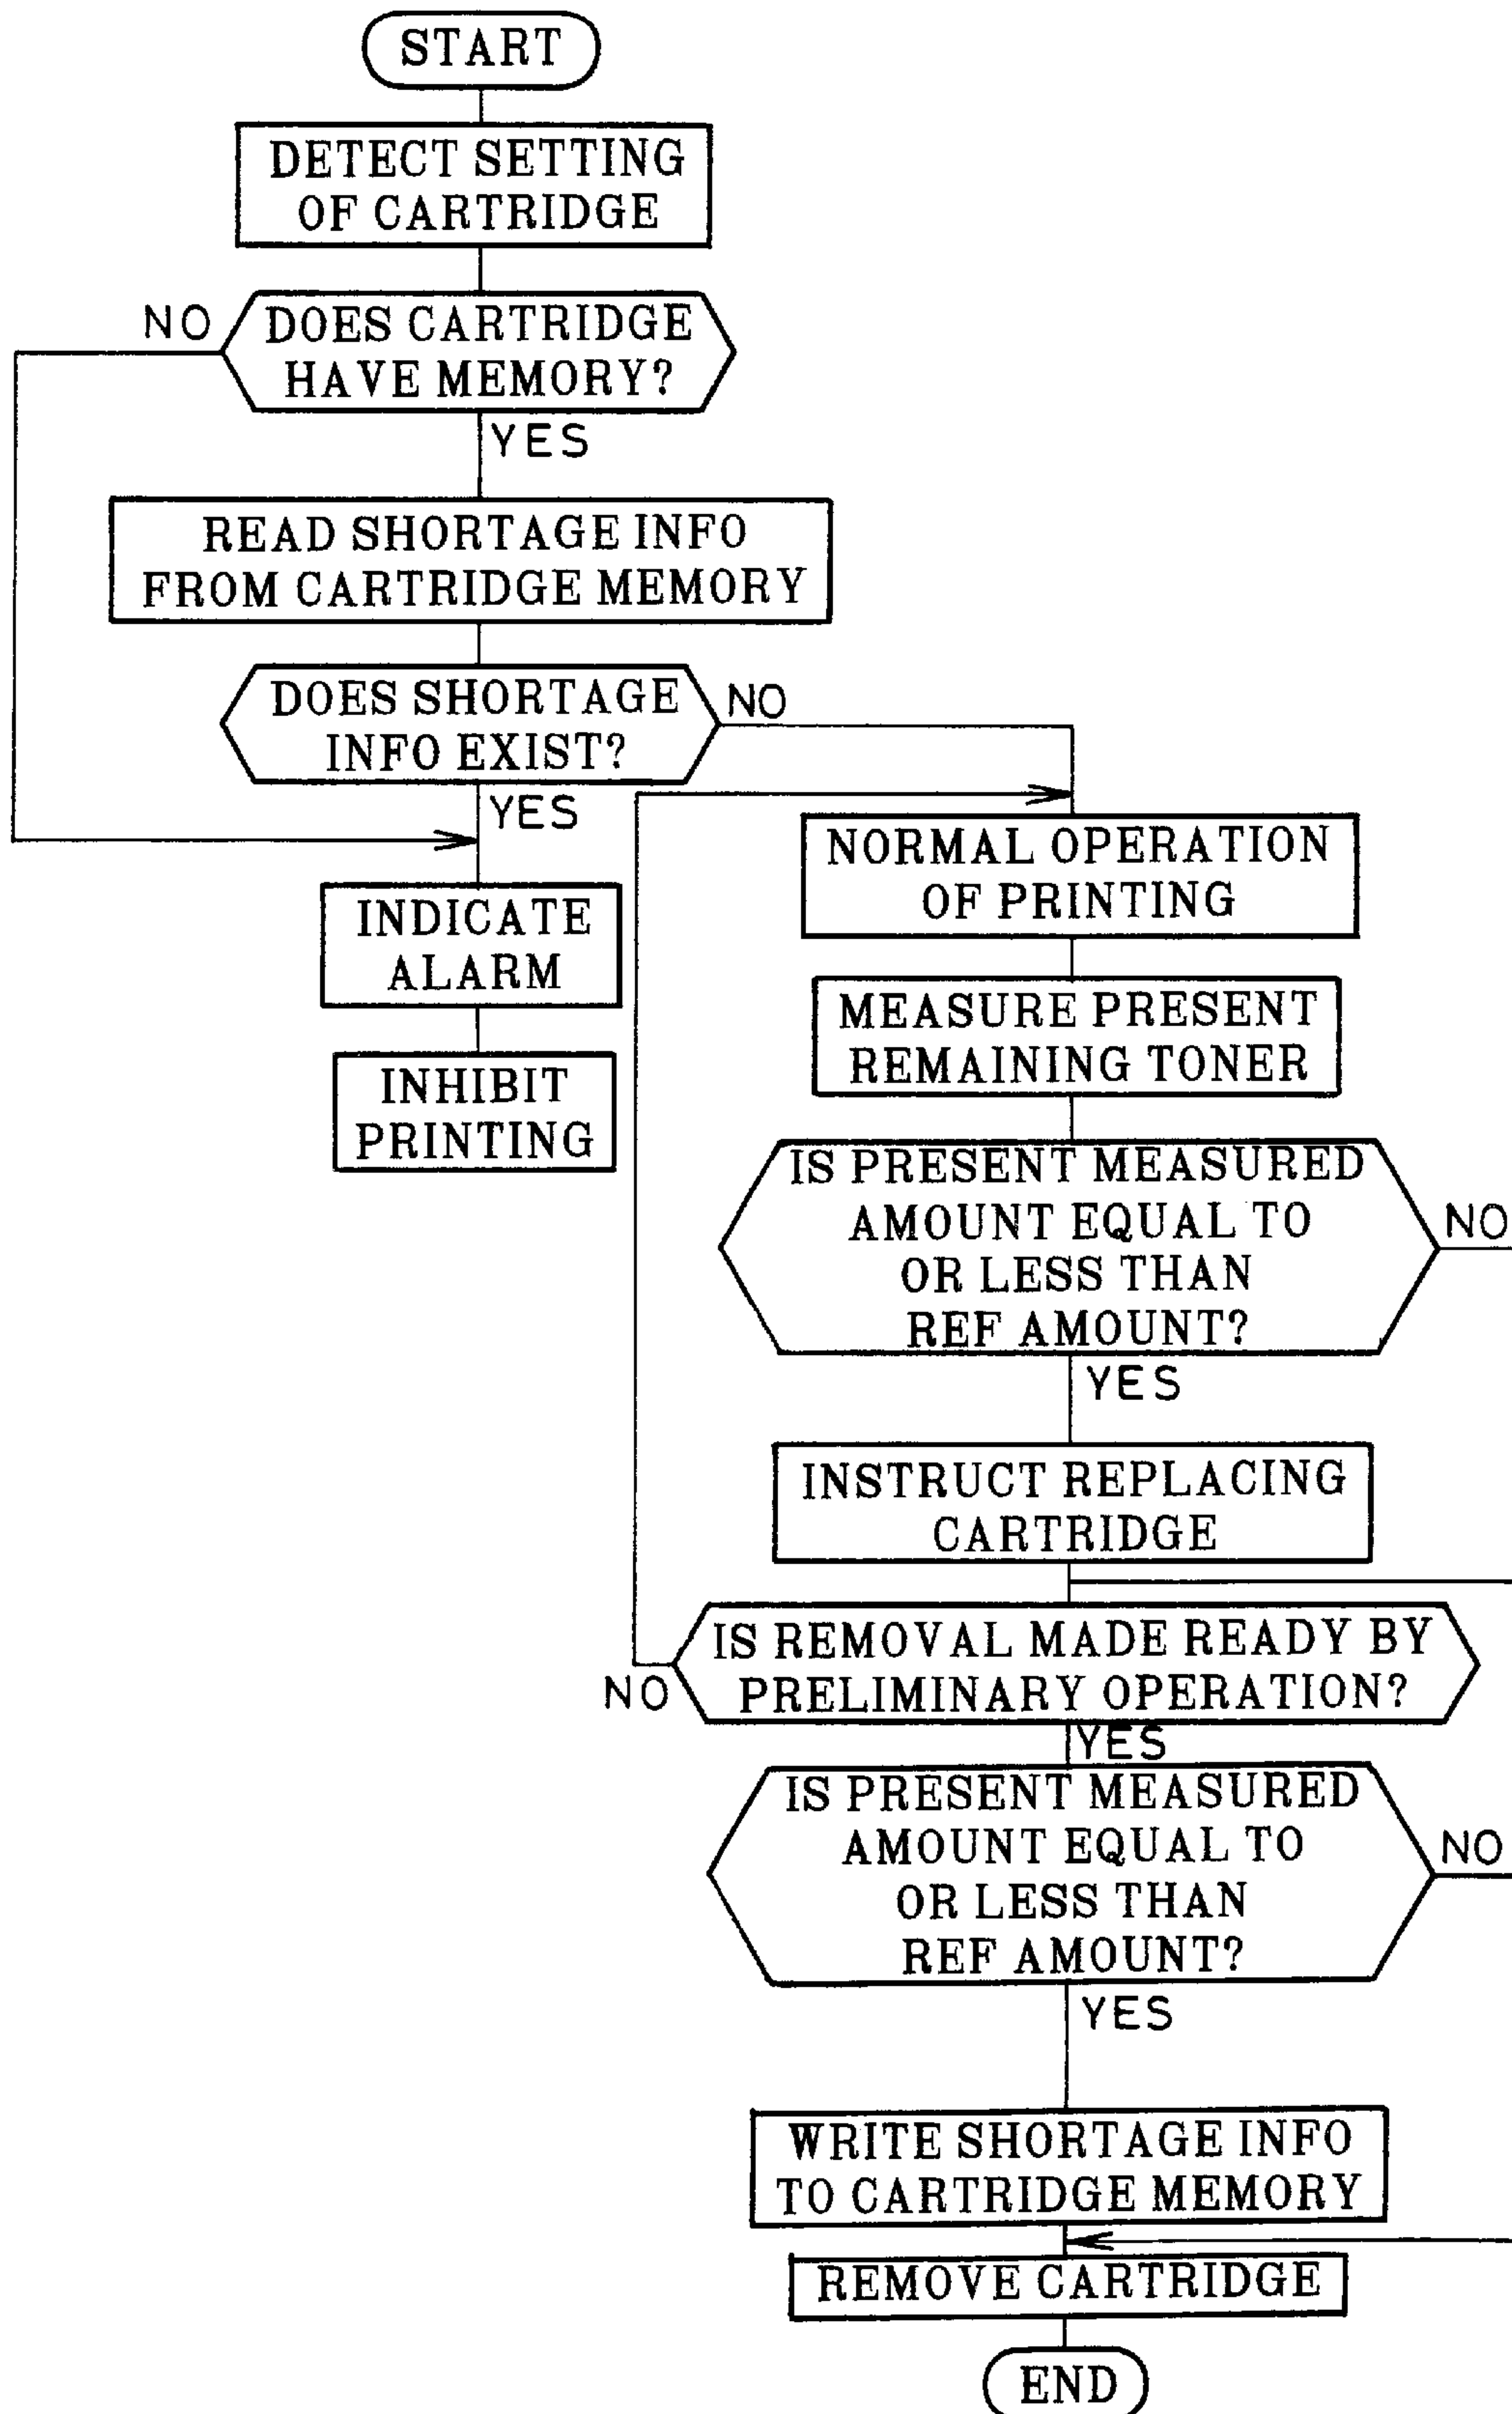 START
DETECT SETTING
OF CARTRIDGE
NO
DOES CARTRIDGE
HAVE MEMORY?
YES
READ SHORTAGE INFO
FROM CARTRIDGE MEMORY
DOES SHORTAGE
INFO EXIST?
NO
YES
INDICATE
ALARM
INHIBIT
PRINTING
NORMAL OPERATION
OF PRINTING
MEASURE PRESENT
REMAINING TONER
IS PRESENT MEASURED
AMOUNT EQUAL TO
OR LESS THAN
REF AMOUNT?
NO
YES
INSTRUCT REPLACING
CARTRIDGE
IS REMOVAL MADE READY BY
PRELIMINARY OPERATION?
NO
YES
IS PRESENT MEASURED
AMOUNT EQUAL TO
OR LESS THAN
REF AMOUNT?
NO
YES
WRITE SHORTAGE INFO
TO CARTRIDGE MEMORY
REMOVE CARTRIDGE
END